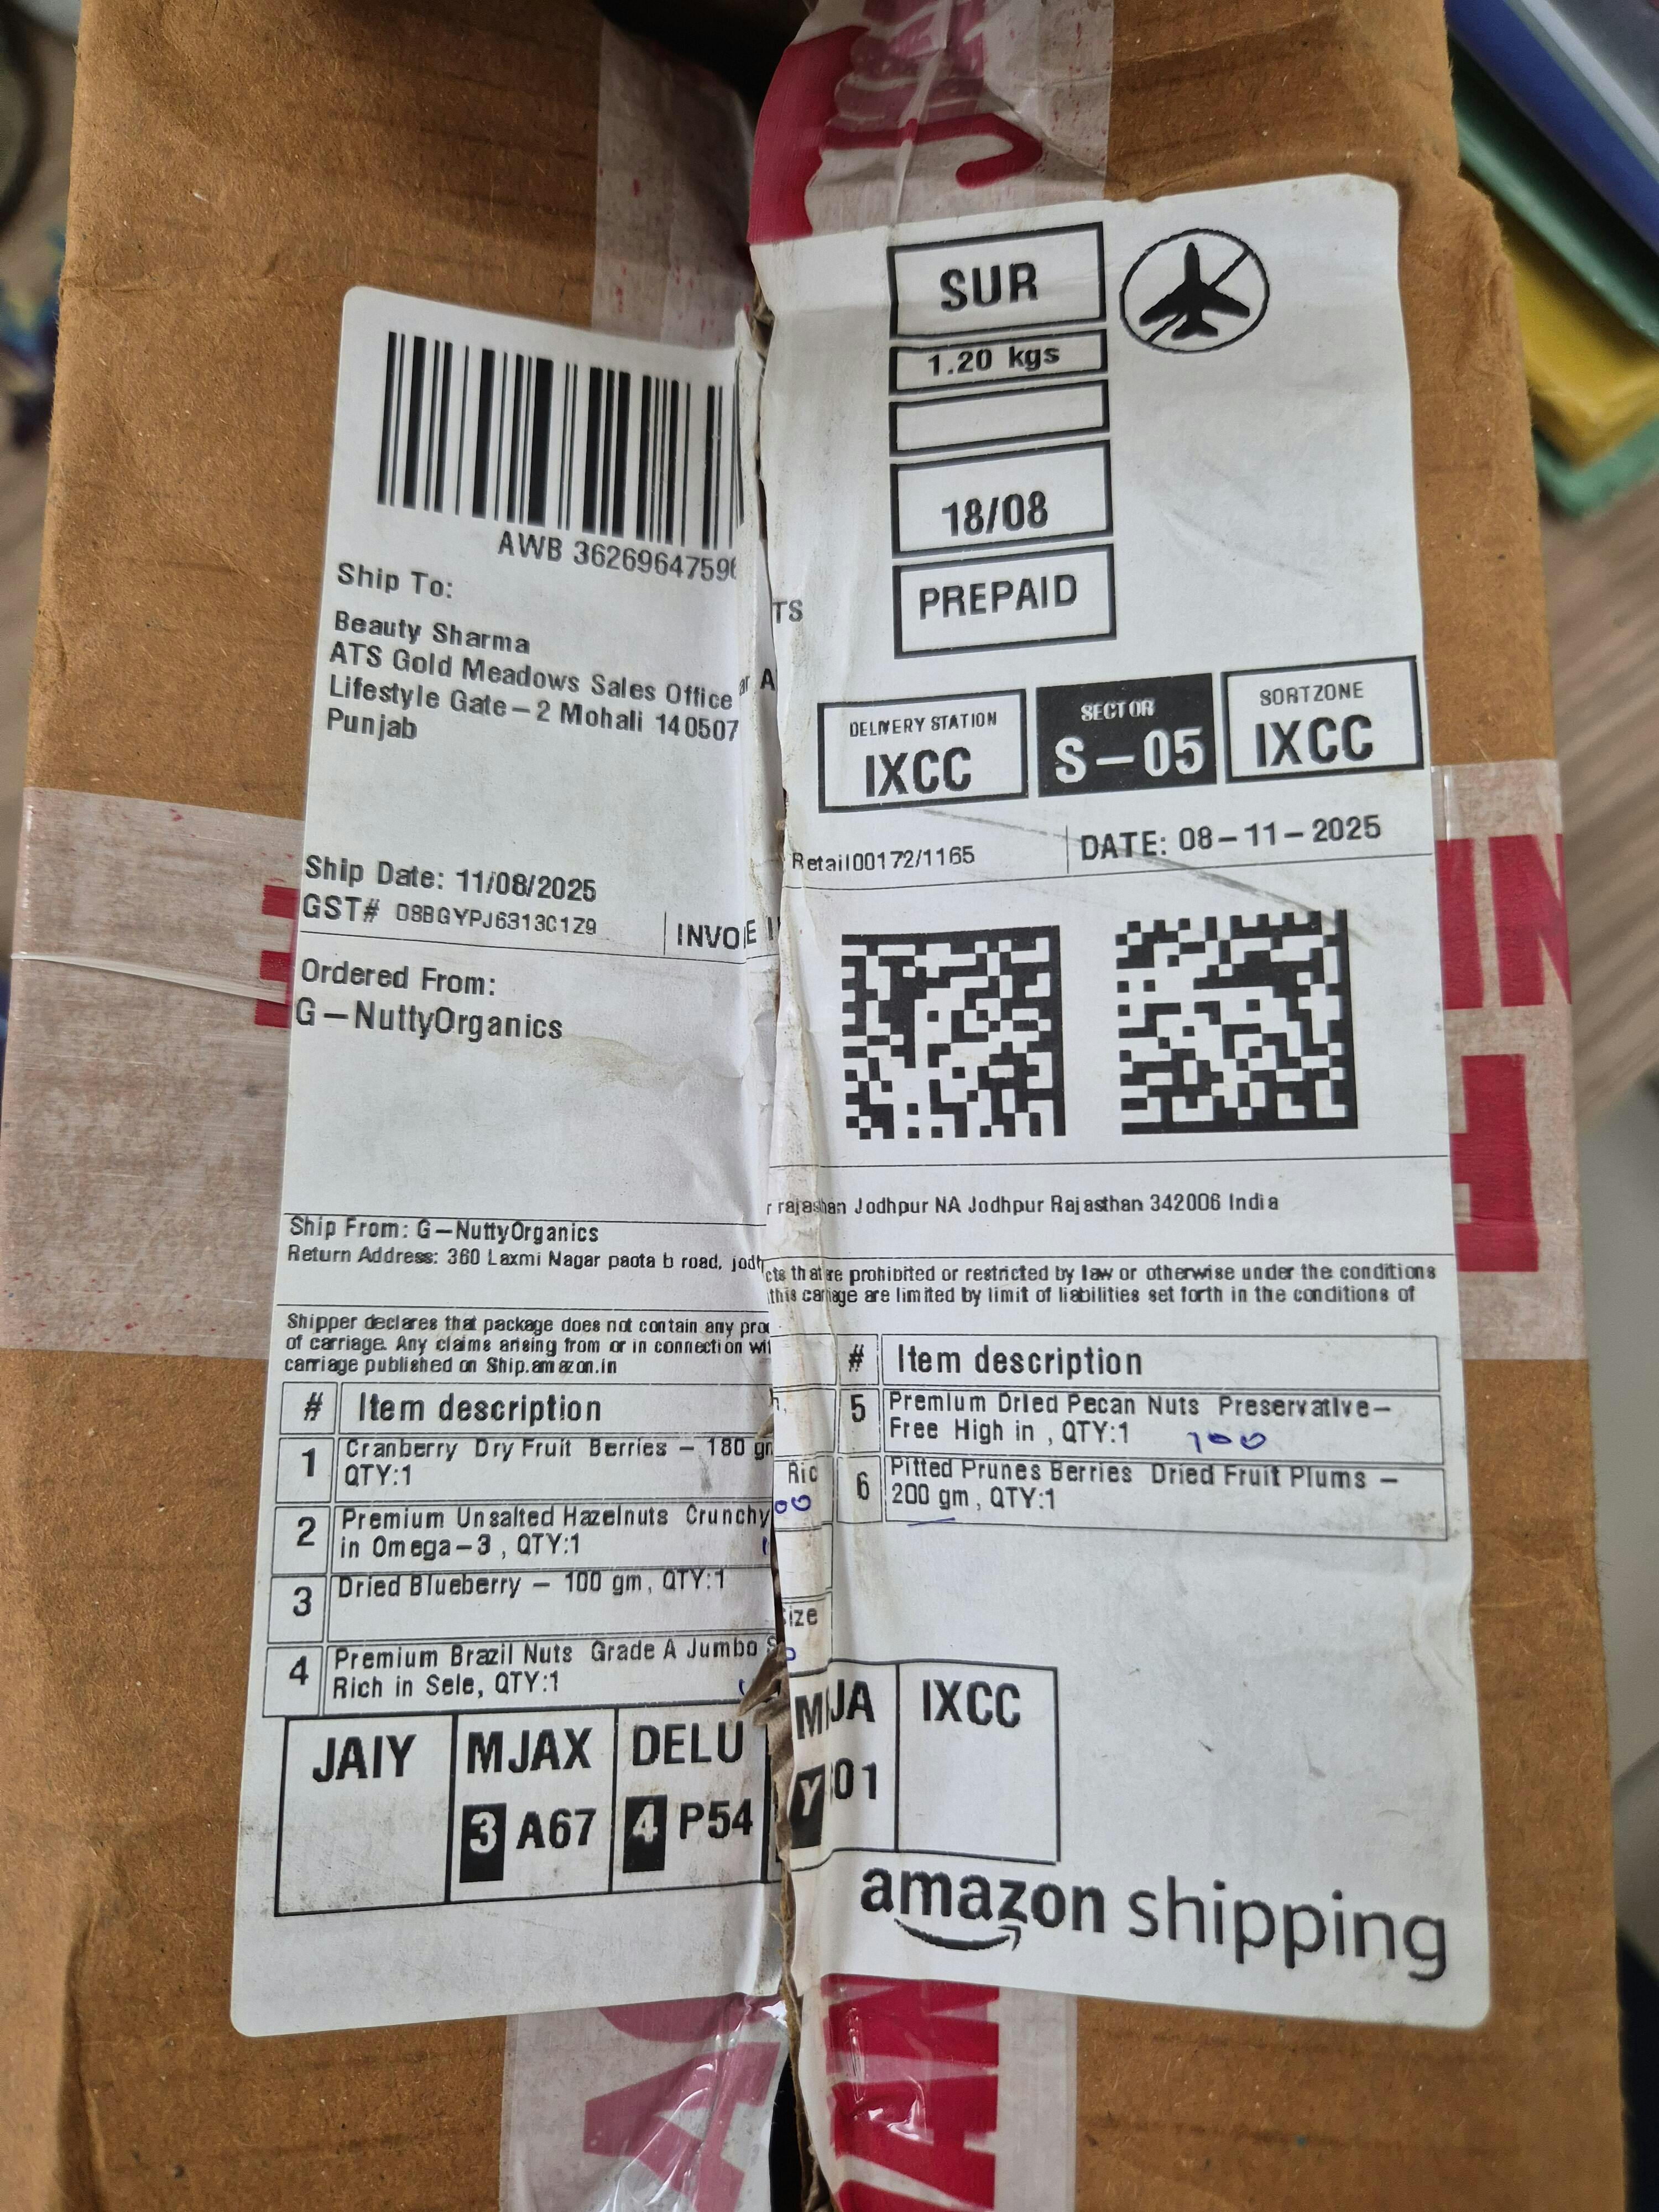 SUR
1.20 kgs
18/08
PREPAID
AWB 3626964759
Ship To:
Beauty Sharma
ATS Gold Meadows Sales Office
Lifestyle Gate-2 Mohali 140507
Punjab
TS
DELIVERY STATION
IXCC
SECTOR
S-05
SORTZONE
IXCC
Ship Date: 11/08/2025
GST# 08BGYPJ6313C1Z9
Retail00172/1165
DATE: 08-11-2025
Ordered From:
G-NuttyOrganics
Ship From: G-NuttyOrganics
Return Address: 360 Laxmi Nagar paota b road, Jodhpur NA Jodhpur Rajasthan 342006 India
Shipper declares that package does not contain any are prohibited or restricted by law or otherwise under the conditions
of carriage. Any claims arising from or in connection are limited by limit of liabilities set forth in the conditions of
carriage published on Ship.amazon.in
# Item description
1 Cranberry Dry Fruit Berries - 180
QTY:1
2 Premium Unsalted Hazelnuts Crunchy Ric
in Omega-3 , QTY:1
3 Dried Blueberry - 100 gm, QTY:1
4 Premium Brazil Nuts Grade A Jumbo Size
Rich in Sele, QTY:1
# Item description
5 Premium Dried Pecan Nuts Preservative-
Free High in , QTY:1 100
6 Pitted Prunes Berries Dried Fruit Plums -
200 gm, QTY:1
JAIY MJAX DELU IXCC
3 A67 4 P54 Y 01
amazon shipping